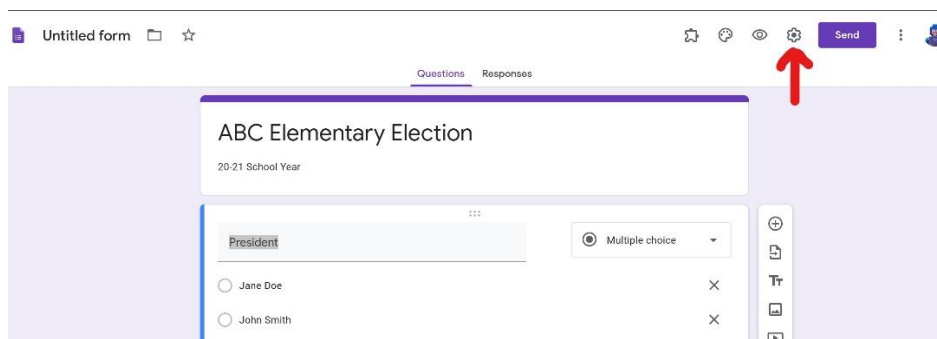 Untitled form
Send
Questions Responses
ABC Elementary Election
20-21 School Year
President
Multiple choice
Jane Doe
Tт
John Smith